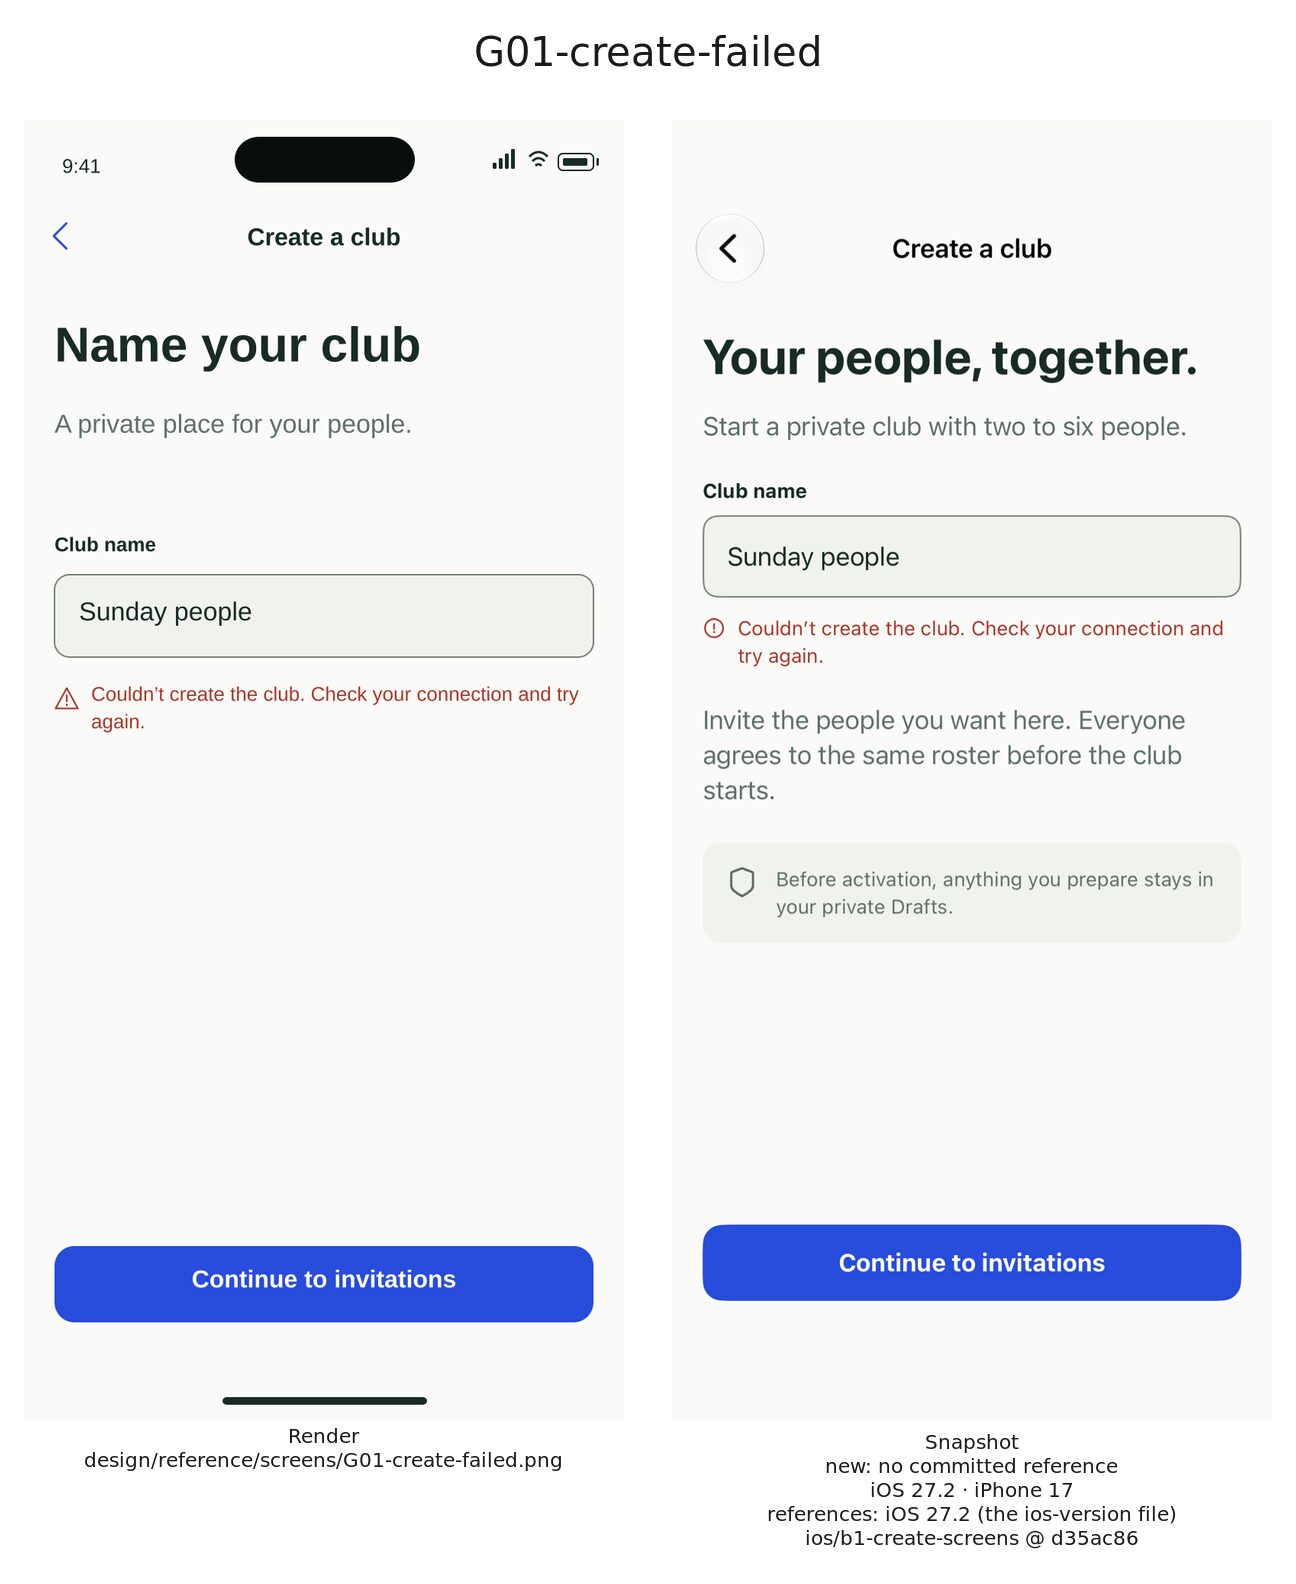 G01-create-failed
9:41
Create a club
Name your club
A private place for your people.
Club name
Sunday people
Couldn’t create the club. Check your connection and try
again.
Continue to invitations
Render
design/reference/screens/G01-create-failed.png
Create a club
Your people, together.
Start a private club with two to six people.
Club name
Sunday people
Couldn’t create the club. Check your connection and
try again.
Invite the people you want here. Everyone
agrees to the same roster before the club
starts.
Before activation, anything you prepare stays in
your private Drafts.
Continue to invitations
Snapshot
new: no committed reference
iOS 27.2 · iPhone 17
references: iOS 27.2 (the ios-version file)
ios/b1-create-screens @ d35ac86